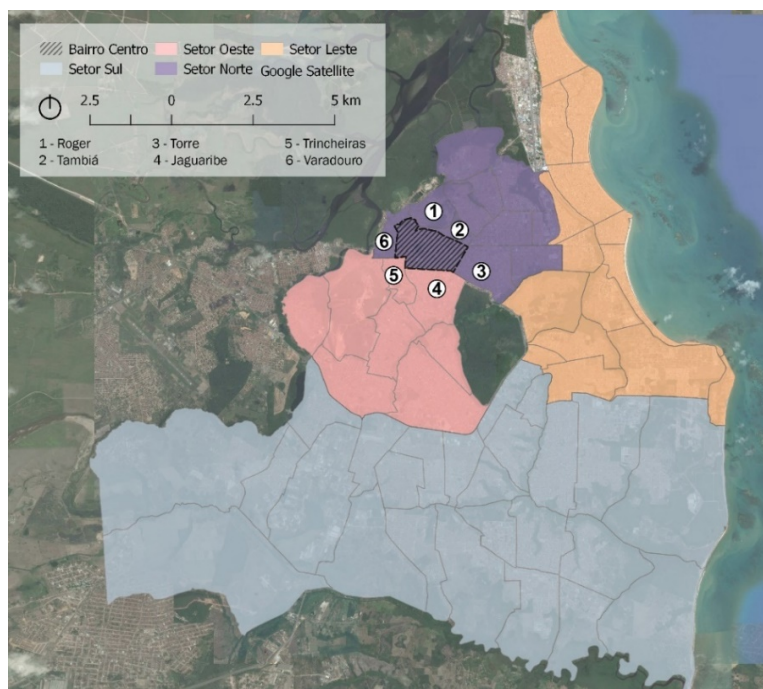 Bairro Centro Setor Oeste Setor Leste
Setor Sul Setor Norte Google Satellite
2.5 0 2.5 5 km
1 - Roger 3 - Torre 5 - Trincheiras
2 - Tambiá 4 - Jaguaribe 6 - Varadouro
1
2
6
3
5
4